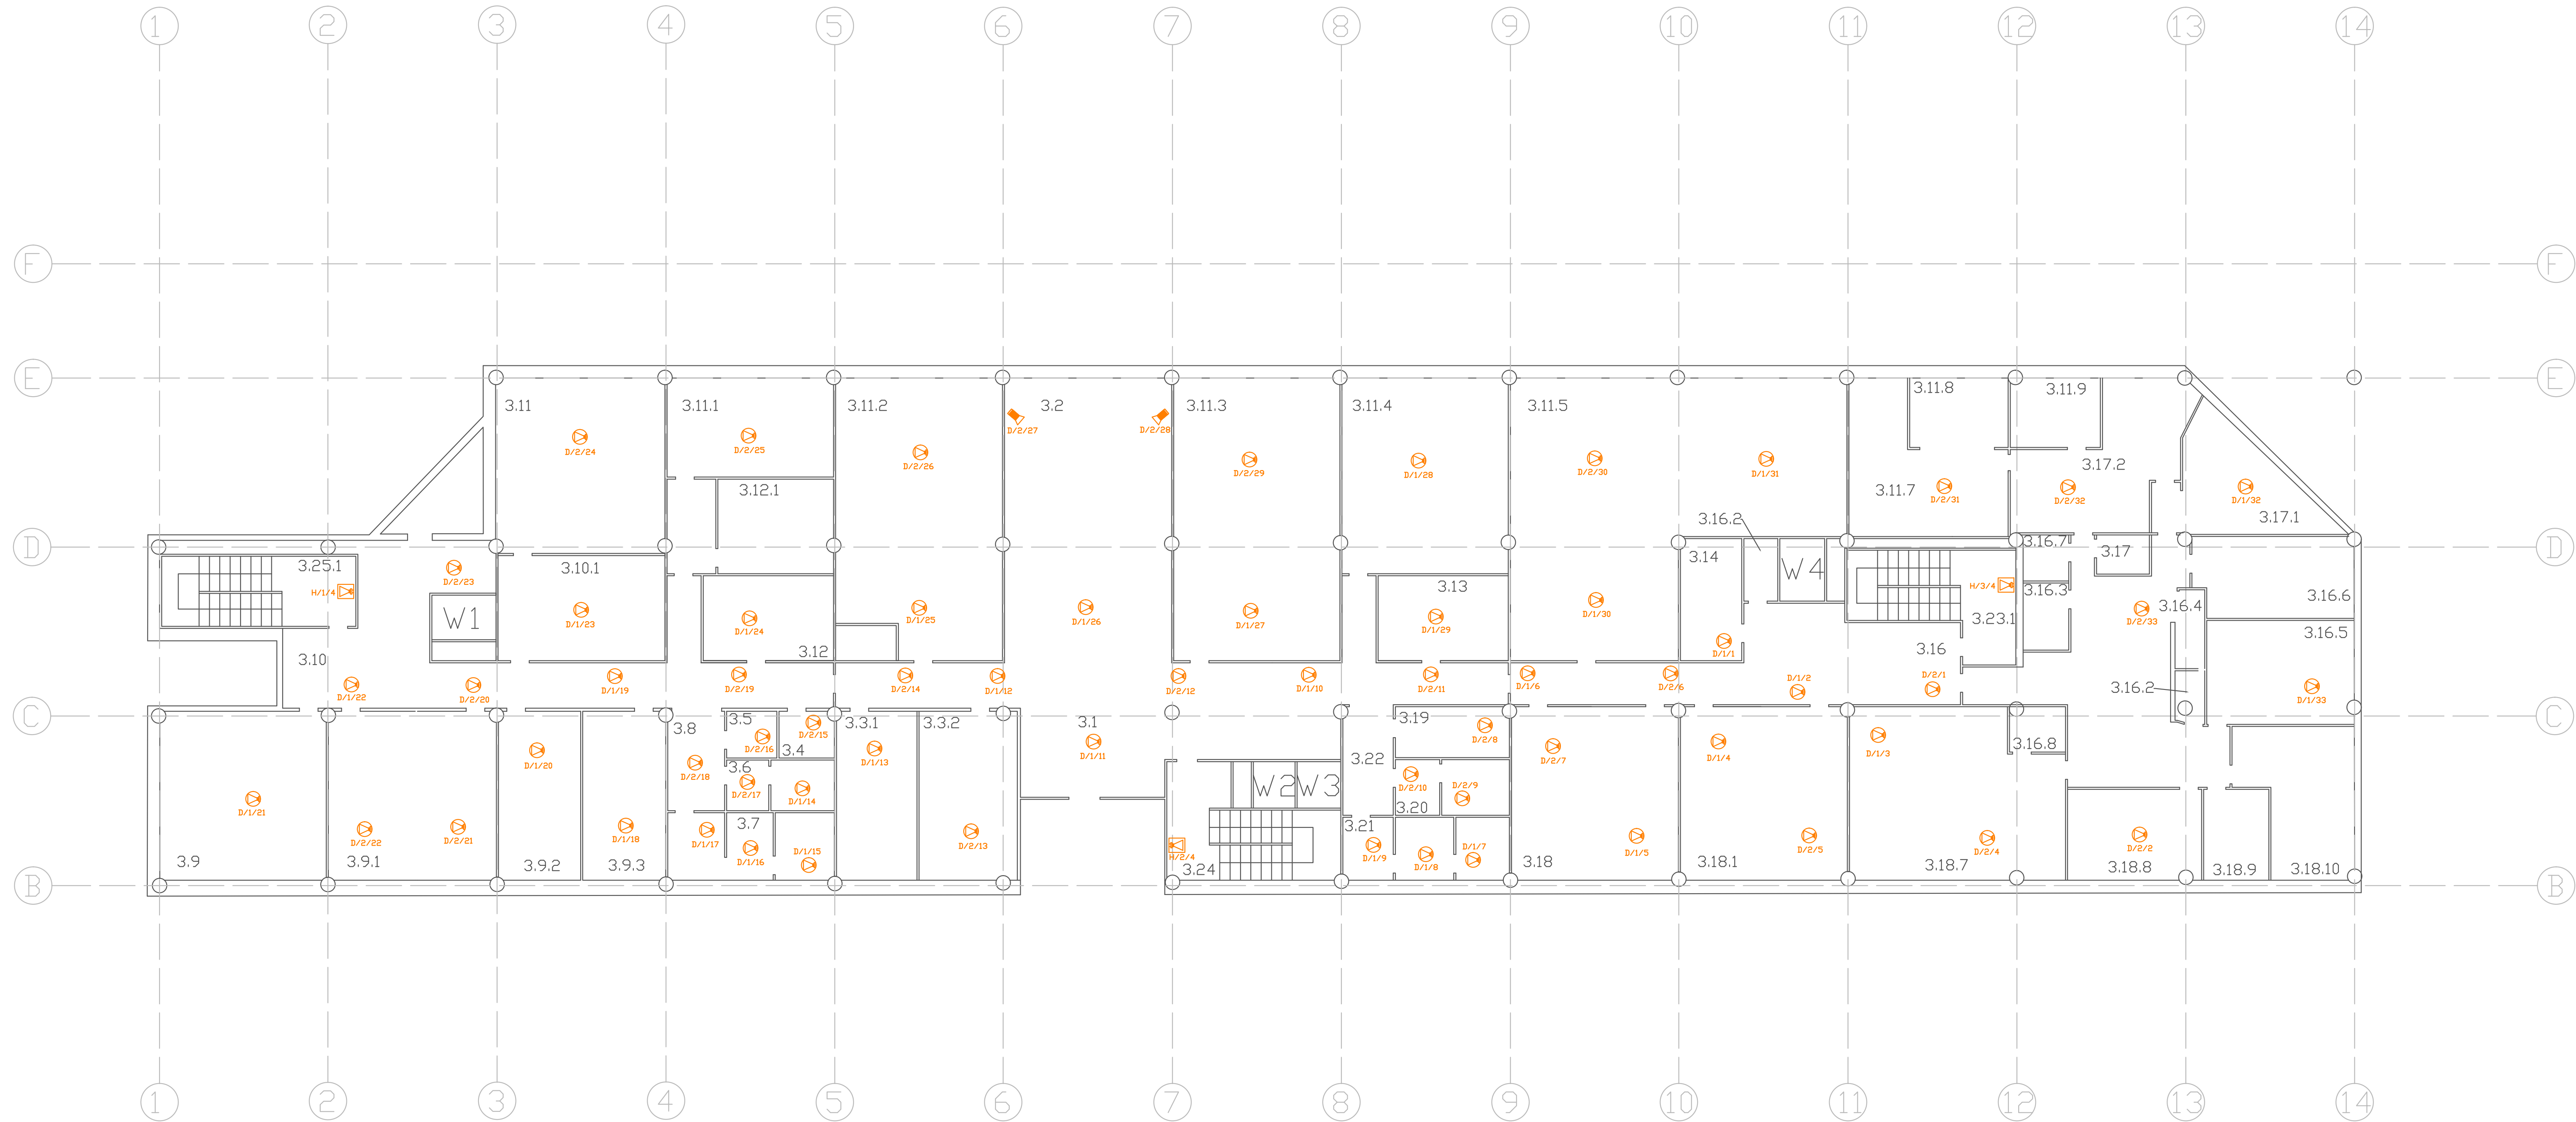 1 2 3 4 5 6 7 8 9 10 11 12 13 14
F F
E E
3.11 3.11.1 3.11.2 3.2 3.11.3 3.11.4 3.11.5 3.11.8 3.11.9
D/2/27 D/2/28
D/2/24 D/2/25 D/2/26 D/2/29 D/1/28 D/2/30 D/1/31
3.17.2
3.12.1 3.11.7 D/2/31 D/2/32 D/1/32
3.16.2 3.17.1
D D
3.16.7 3.17
3.25.1 3.10.1 3.14 W4
D/2/23 3.13
H/1/4 H/3/4 3.16.3 3.16.6
W1 D/1/23 D/1/24 D/1/25 D/1/26 D/1/27 D/1/29 D/1/30 3.23.1 3.16.4 D/2/33
3.16.5
3.10 3.12 D/1/1 3.16
D/1/22 D/2/20 D/1/19 D/2/19 D/2/14 D/1/12 D/2/12 D/1/10 D/2/11 D/1/6 D/2/6 D/1/2 D/2/1 3.16.2 D/1/33
C C
3.8 3.5 D/2/15 3.3.1 3.3.2 3.1 3.19
D/2/16 3.4 D/2/8 3.16.8
D/1/20 D/1/13 D/1/11 D/2/7 D/1/4 D/1/3
D/2/18 3.6 3.22
D/2/17 D/1/14 W2 W3 D/2/10 D/2/9
D/1/21 3.20
D/2/22 D/2/21 D/1/18 D/1/17 3.7 D/2/13 3.21 D/1/5 D/2/5 D/2/4 D/2/2
D/1/16 D/1/15 H/2/4 D/1/9 D/1/8 D/1/7
3.9 3.9.1 3.9.2 3.9.3 3.24 3.18 3.18.1 3.18.7 3.18.8 3.18.9 3.18.10
B B
1 2 3 4 5 6 7 8 9 10 11 12 13 14